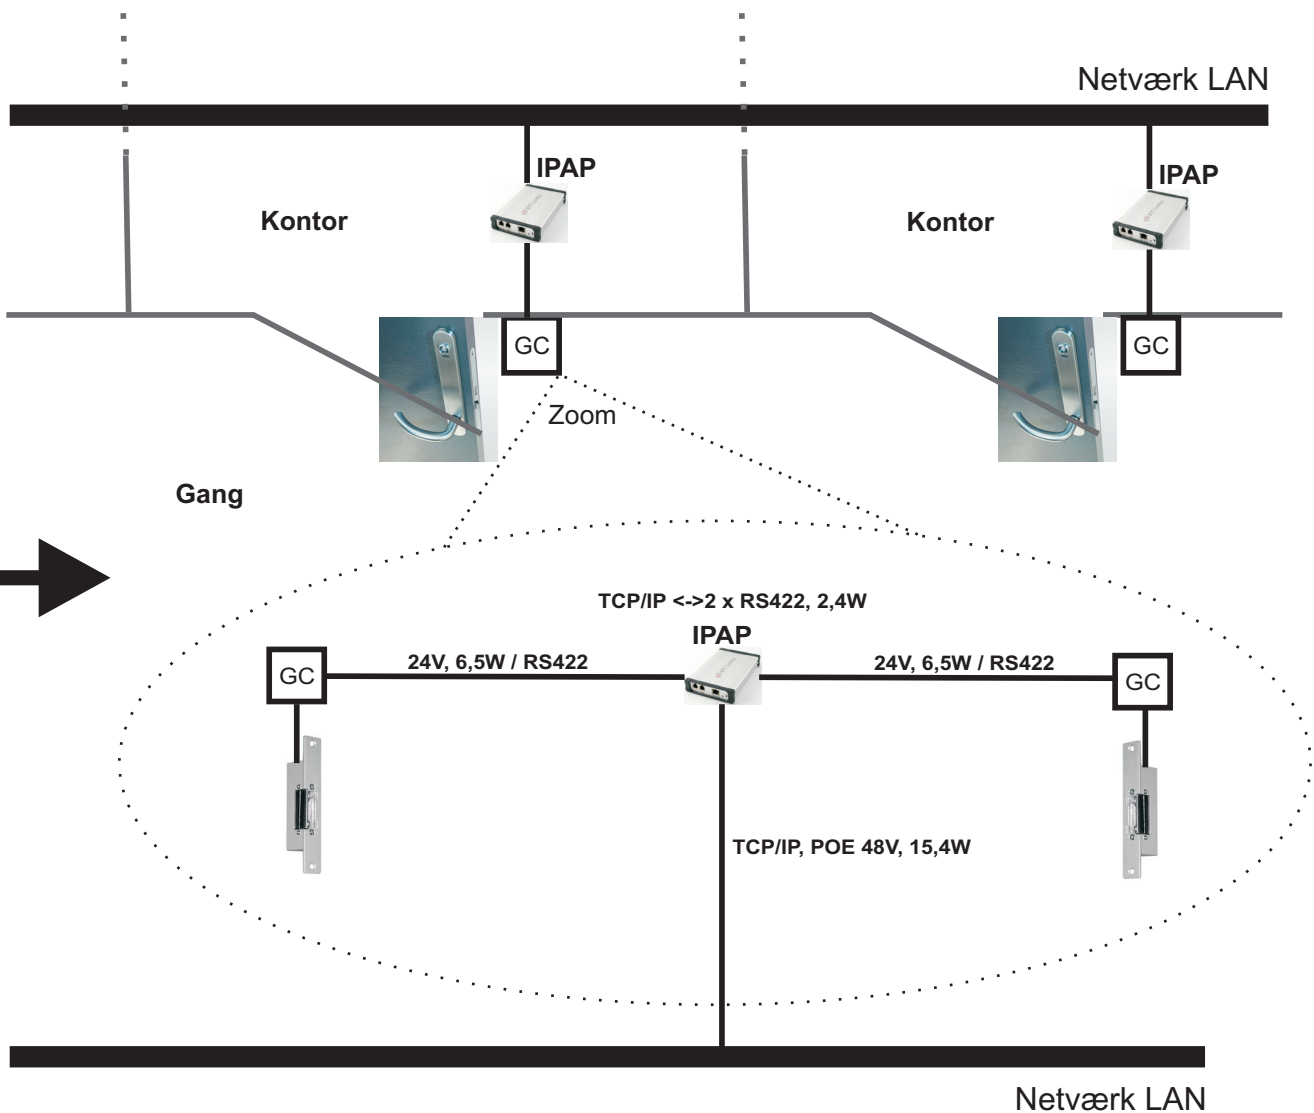 Netværk LAN
IPAP
IPAP
Kontor
Kontor
GC
GC
Zoom
Gang
TCP/IP <->2 x RS422, 2,4W
IPAP
24V, 6,5W / RS422
24V, 6,5W / RS422
GC
GC
TCP/IP, POE 48V, 15,4W
Netværk LAN